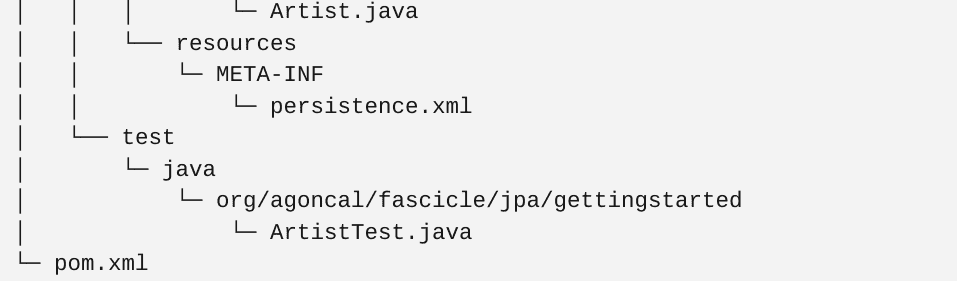 │   │   │       └─ Artist.java
│   │   └── resources
│   │       └─ META-INF
│   │           └─ persistence.xml
│   └── test
│       └─ java
│           └─ org/agoncal/fascicle/jpa/gettingstarted
│               └─ ArtistTest.java
└─ pom.xml